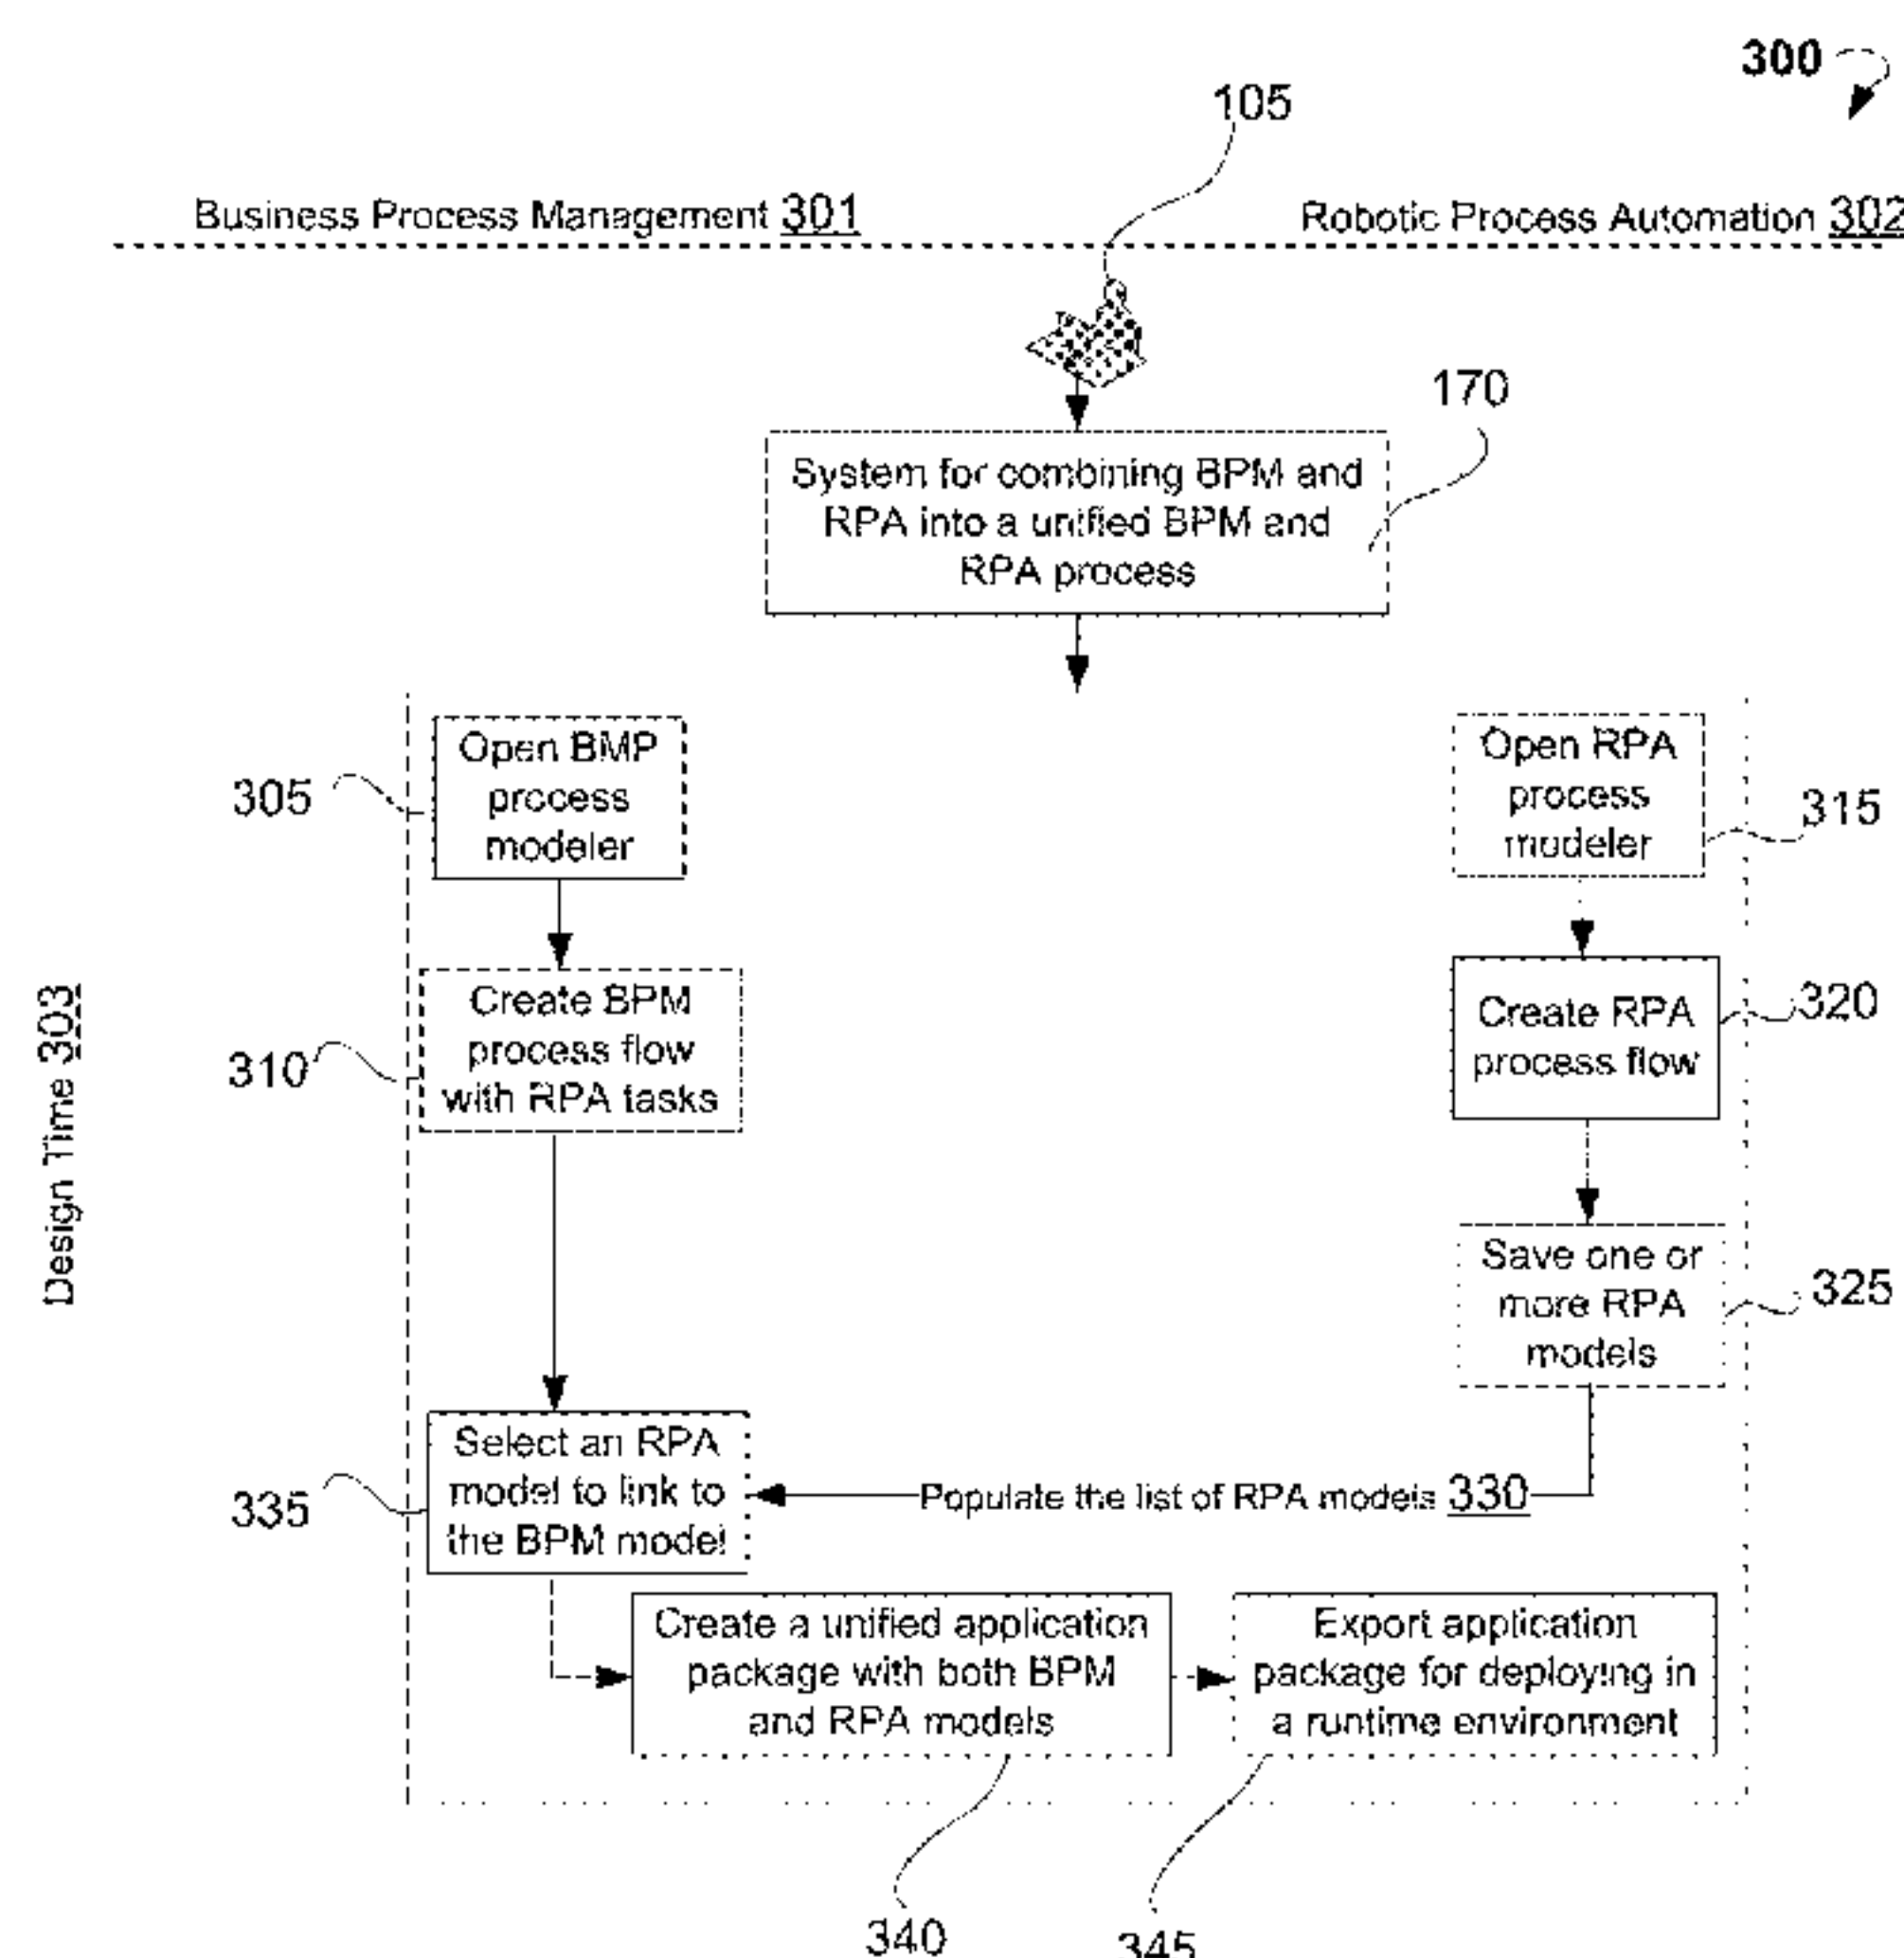 300
105
Business Process Management 301
Robotic Process Automation 302
170
System for combining BPM and
RPA into a unified BPM and
RPA process
Open BMP
process
modeler
305
Open RPA
process
modeler
315
Create BPM
process flow
with RPA tasks
310
Create RPA
process flow
320
Design Time 303
Save one or
more RPA
models
325
Select an RPA
model to link to
the BPM model
335
Populate the list of RPA models 330
Create a unified application
package with both BPM
and RPA models
Export application
package for deploying in
a runtime environment
340
345